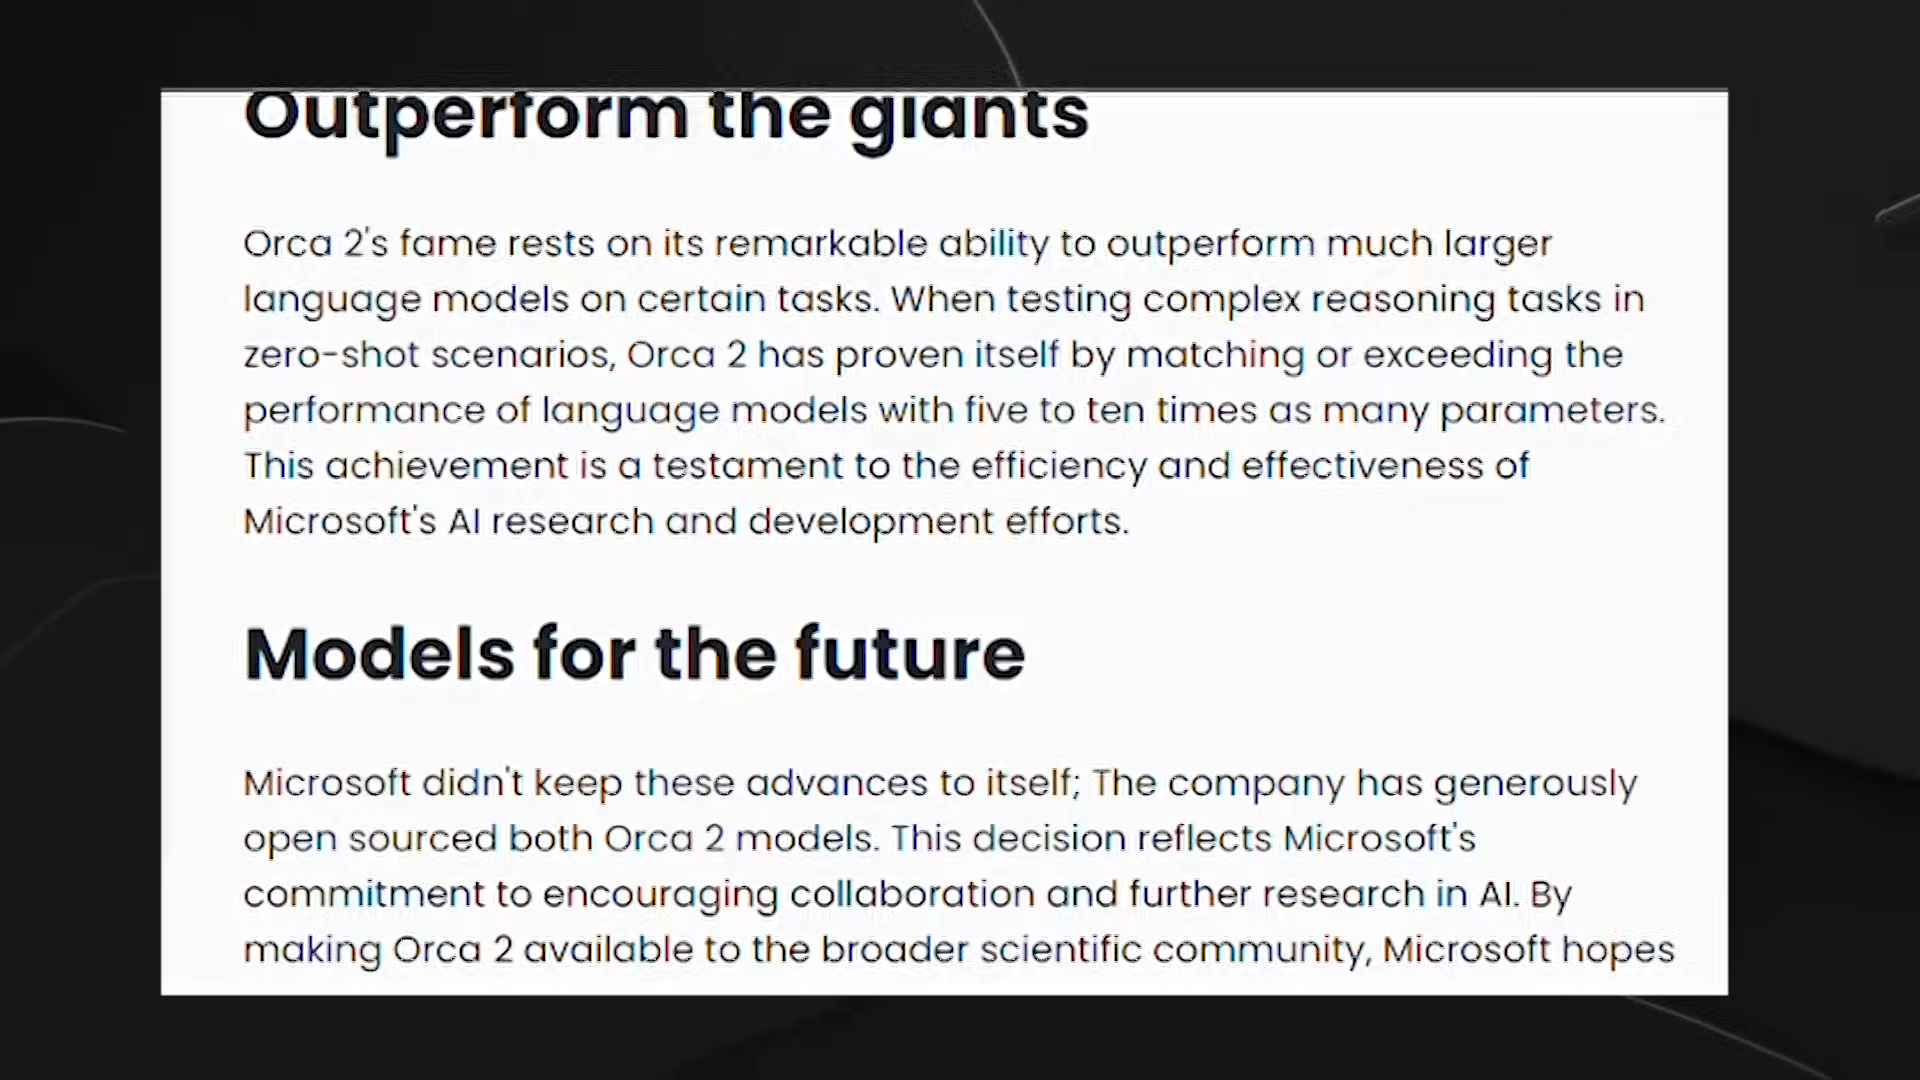 Outperform the giants
Orca 2's fame rests on its remarkable ability to outperform much larger
language models on certain tasks. When testing complex reasoning tasks in
zero-shot scenarios, Orca 2 has proven itself by matching or exceeding the
performance of language models with five to ten times as many parameters.
This achievement is a testament to the efficiency and effectiveness of
Microsoft's AI research and development efforts.
Models for the future
Microsoft didn't keep these advances to itself; The company has generously
open sourced both Orca 2 models. This decision reflects Microsoft's
commitment to encouraging collaboration and further research in AI. By
making Orca 2 available to the broader scientific community, Microsoft hopes